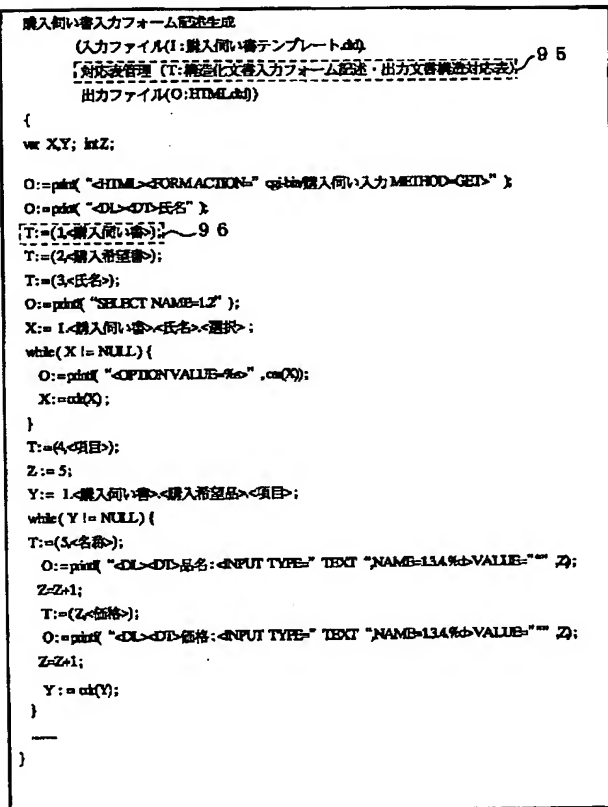 購入伺い書入力フォーム記述生成
(入力ファイル(I:購入伺い書テンプレート.dtd),
対応表管理 (T:構造化文書入力フォーム記述・出力文書構造対応表), 95
出力ファイル(O:HTML.dtd))
{
var X,Y; int Z;
O:=printf( "<HTML><FORM ACTION=" cgi-bin/購入伺い入力 METHOD=GET>" );
O:=printf( "<DL><DT>氏名" );
T:=(1,<購入伺い書>); 96
T:=(2,<購入希望書>);
T:=(3,<氏名>);
O:=printf( "SELECT NAME=1.2" );
X:= I.<購入伺い書>.<氏名>.<選択> ;
while( X != NULL) {
O:=printf( "<OPTION VALUE=%s>" ,car(X));
X:=cdr(X) ;
}
T:=(4,<項目>);
Z := 5;
Y:= I.<購入伺い書>.<購入希望品>.<項目>;
while( Y != NULL) {
T:=(5,<名称>);
O:=printf( "<DL><DT>品名:<INPUT TYPE=" TEXT ",NAME=1.3.4.%d>VALUE=""" ,Z);
Z=Z+1;
T:=(Z,<価格>);
O:=printf( "<DL><DT>価格:<INPUT TYPE=" TEXT ",NAME=1.3.4.%d>VALUE=""" ,Z);
Z=Z+1;
Y := cdr(Y);
}
}